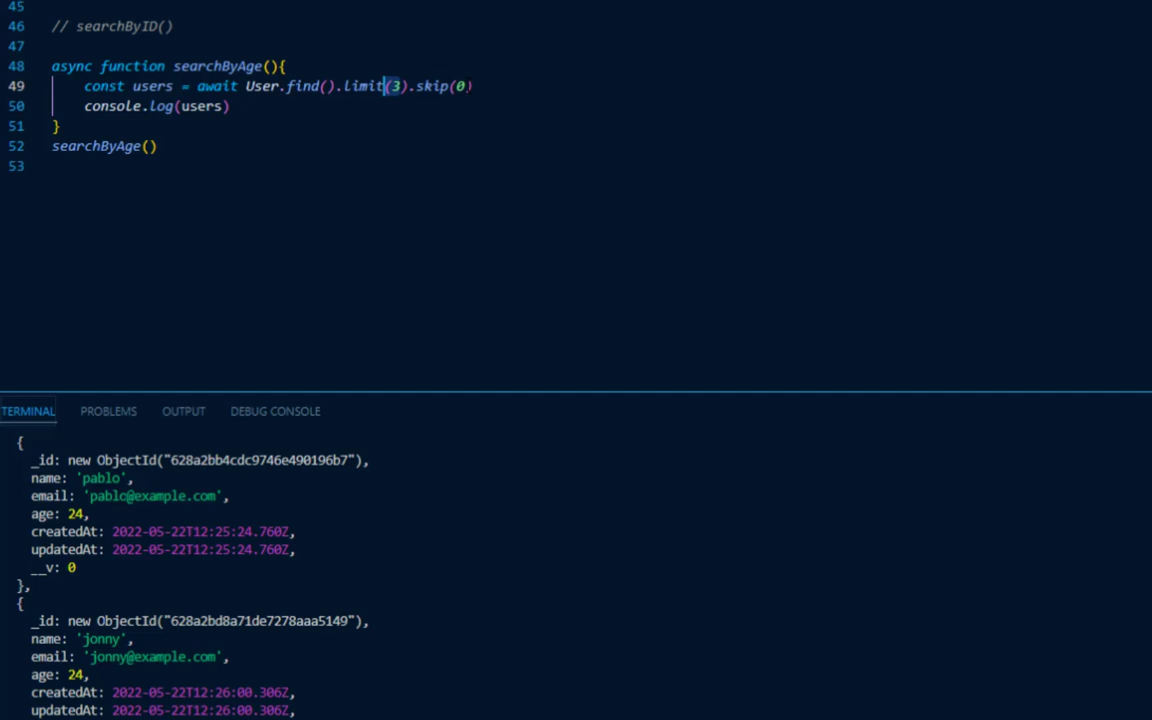 45
46 // searchByID()
47
48 async function searchByAge(){
49 const users = await User.find().limit(3).skip(0)
50 console.log(users)
51 }
52 searchByAge()
53
TERMINAL PROBLEMS OUTPUT DEBUG CONSOLE
{
_id: new ObjectId("628a2bb4cdc9746e490196b7"),
name: 'pablo',
email: 'pablo@example.com',
age: 24,
createdAt: 2022-05-22T12:25:24.760Z,
updatedAt: 2022-05-22T12:25:24.760Z,
__v: 0
},
{
_id: new ObjectId("628a2bd8a71de7278aaa5149"),
name: 'jonny',
email: 'jonny@example.com',
age: 24,
createdAt: 2022-05-22T12:26:00.306Z,
updatedAt: 2022-05-22T12:26:00.306Z,